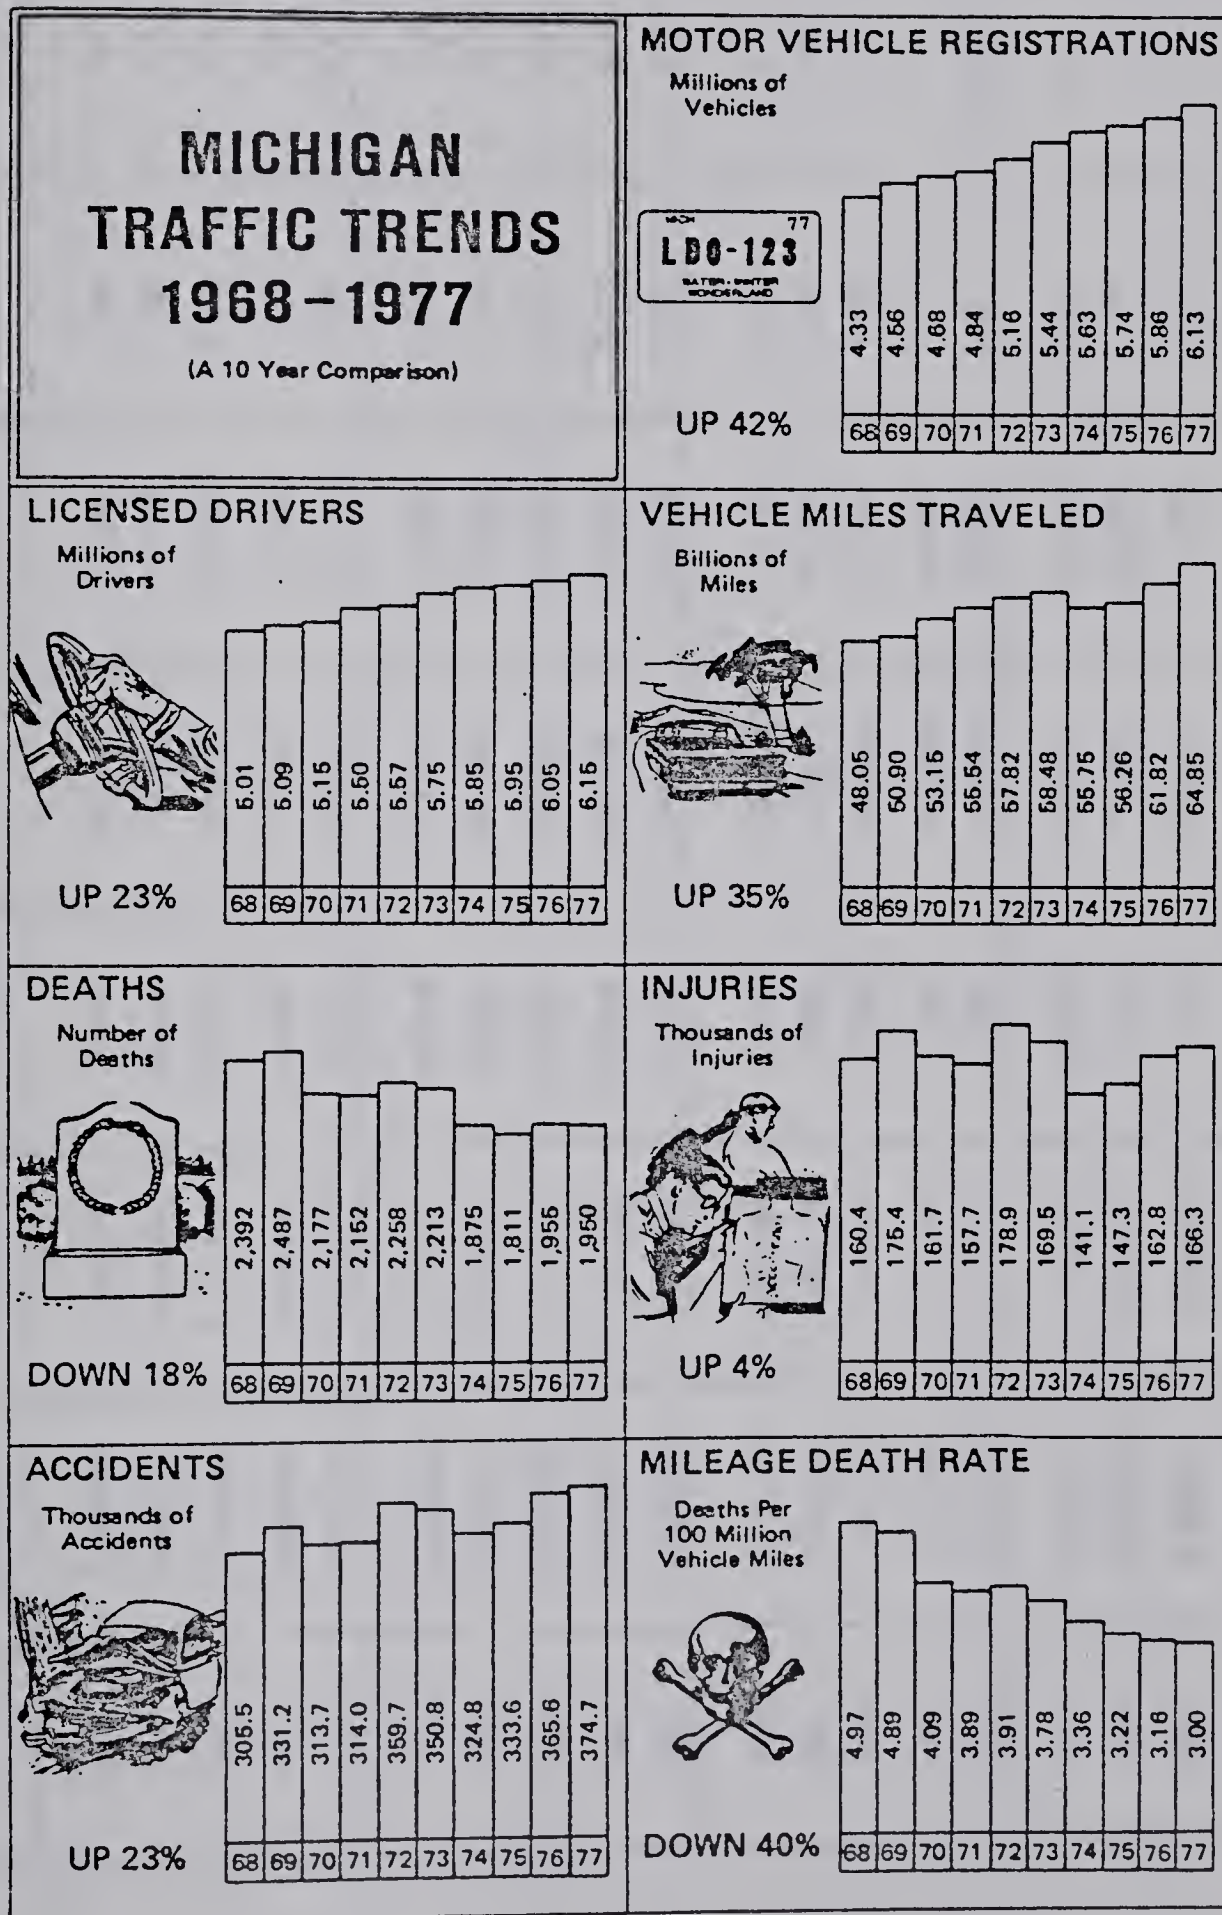 MICHIGAN
TRAFFIC TRENDS
1968–1977
(A 10 Year Comparison)
MOTOR VEHICLE REGISTRATIONS
Millions of
Vehicles
MICH 77
LDO-123
WATER-WINTER
WONDERLAND
4.33 4.56 4.68 4.84 5.16 5.44 5.63 5.74 5.86 6.13
UP 42%
68 69 70 71 72 73 74 75 76 77
LICENSED DRIVERS
Millions of
Drivers
5.01 5.09 5.15 5.50 5.57 5.75 5.85 5.95 6.05 6.15
UP 23%
68 69 70 71 72 73 74 75 76 77
VEHICLE MILES TRAVELED
Billions of
Miles
48.05 50.90 53.15 55.54 57.82 58.48 55.75 56.26 61.82 64.85
UP 35%
68 69 70 71 72 73 74 75 76 77
DEATHS
Number of
Deaths
2,392 2,487 2,177 2,152 2,258 2,213 1,875 1,811 1,955 1,950
DOWN 18%
68 69 70 71 72 73 74 75 76 77
INJURIES
Thousands of
Injuries
160.4 175.4 161.7 157.7 178.9 169.5 141.1 147.3 162.8 166.3
UP 4%
68 69 70 71 72 73 74 75 76 77
ACCIDENTS
Thousands of
Accidents
305.5 331.2 313.7 314.0 359.7 350.8 324.8 333.6 365.6 374.7
UP 23%
68 69 70 71 72 73 74 75 76 77
MILEAGE DEATH RATE
Deaths Per
100 Million
Vehicle Miles
4.97 4.89 4.09 3.89 3.91 3.78 3.36 3.22 3.16 3.00
DOWN 40%
68 69 70 71 72 73 74 75 76 77